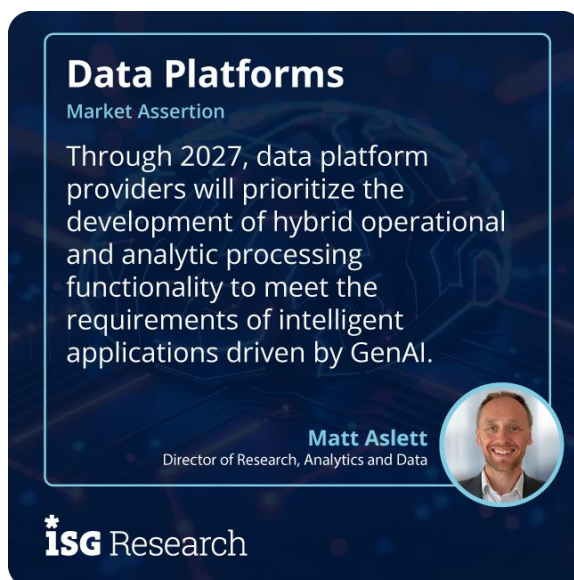 Data Platforms
Market Assertion
Through 2027, data platform
providers will prioritize the
development of hybrid operational
and analytic processing
functionality to meet the
requirements of intelligent
applications driven by GenAI.
Matt Aslett
Director of Research, Analytics and Data
iSG Research